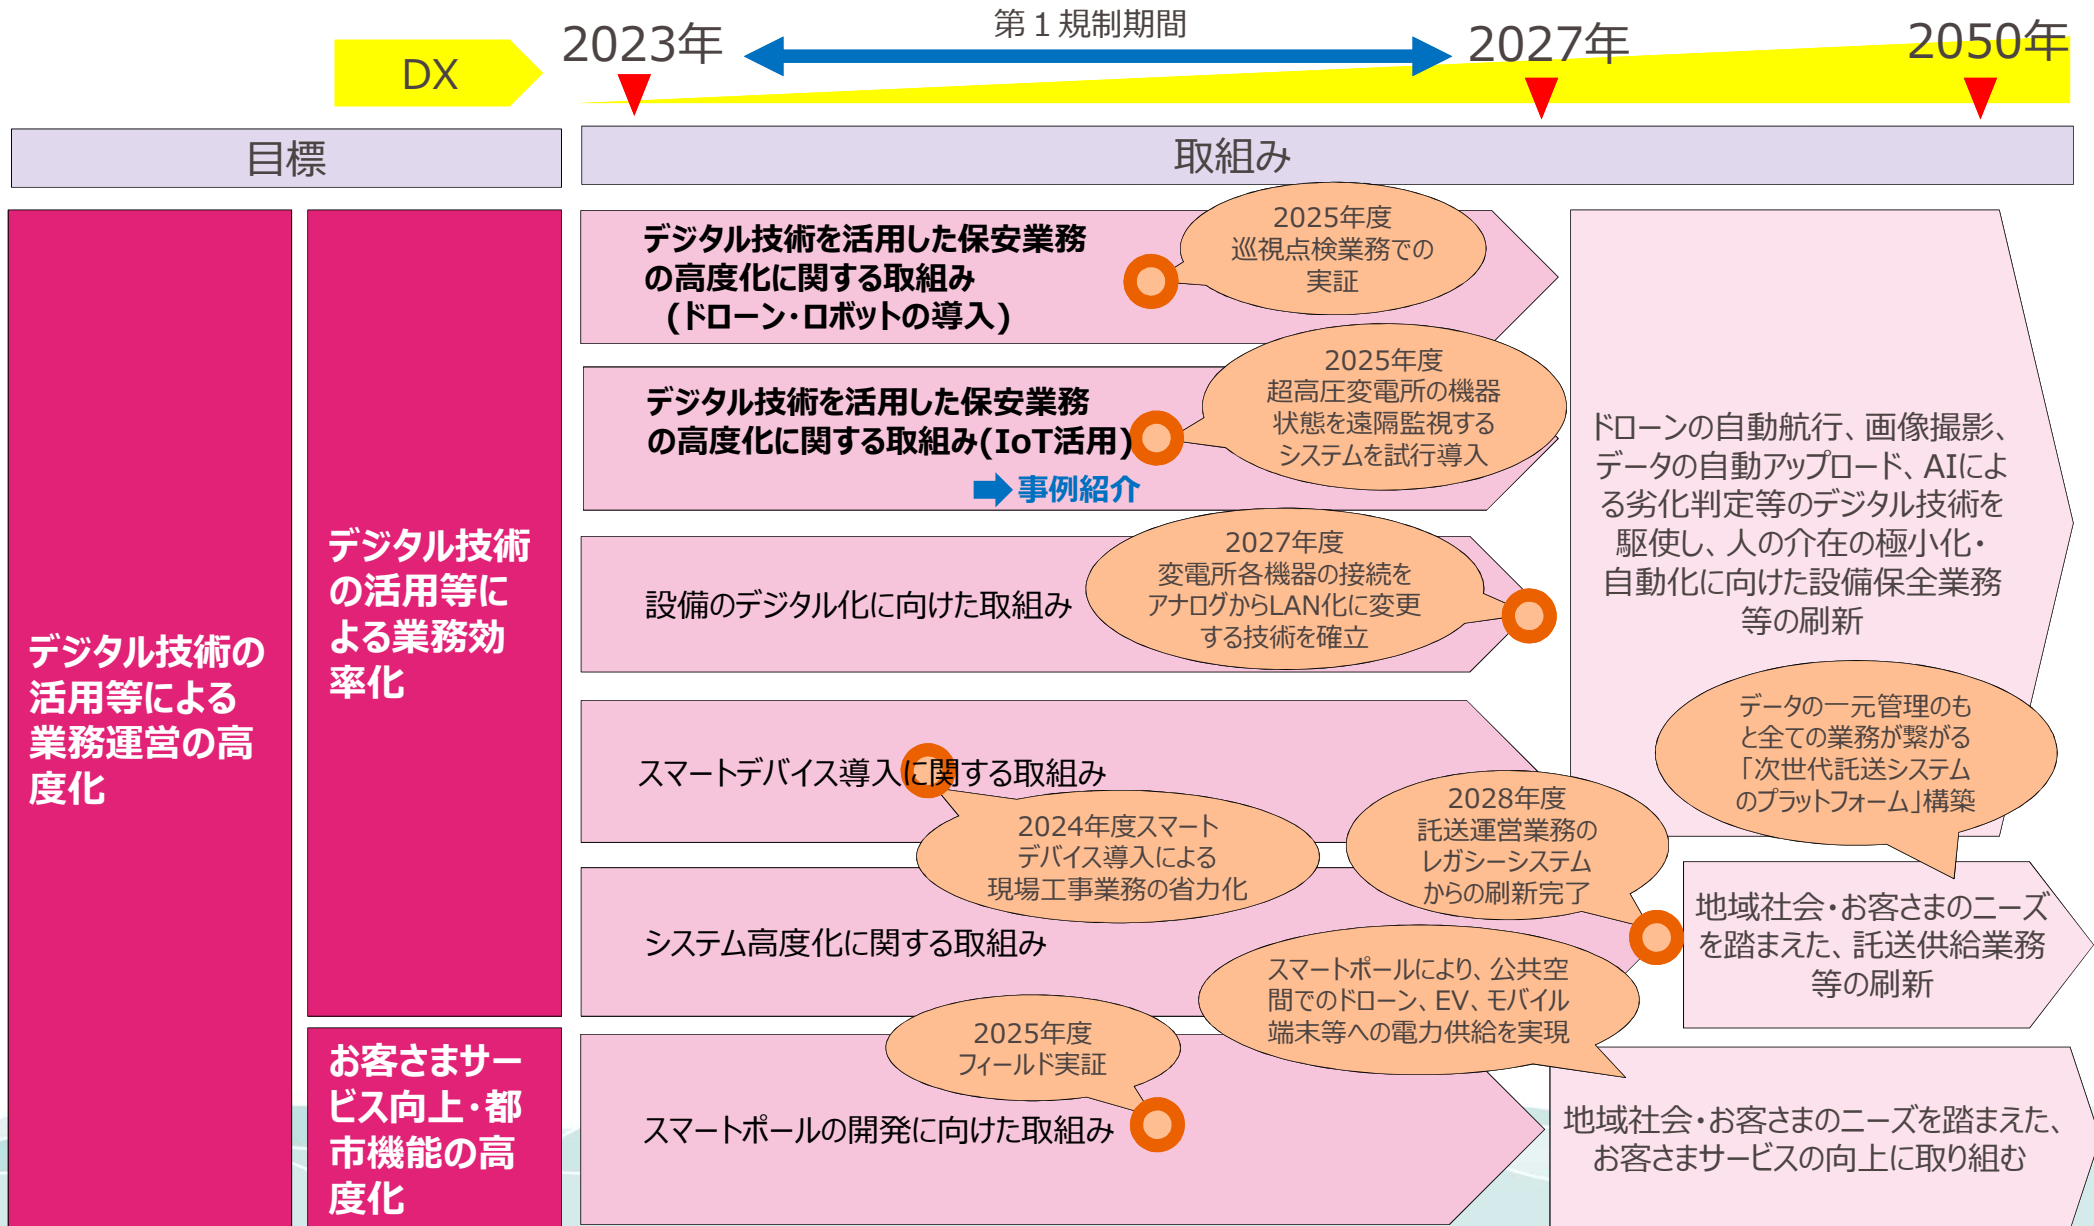 第１規制期間
DX
2023年
2027年
2050年
目標
取組み
デジタル技術の
活用等による
業務運営の高
度化
デジタル技術
の活用等に
よる業務効
率化
デジタル技術を活用した保安業務
の高度化に関する取組み
(ドローン・ロボットの導入)
2025年度
巡視点検業務での
実証
デジタル技術を活用した保安業務
の高度化に関する取組み(IoT活用)
事例紹介
2025年度
超高圧変電所の機器
状態を遠隔監視する
システムを試行導入
設備のデジタル化に向けた取組み
2027年度
変電所各機器の接続を
アナログからLAN化に変更
する技術を確立
スマートデバイス導入に関する取組み
2024年度スマート
デバイス導入による
現場工事業務の省力化
システム高度化に関する取組み
2028年度
託送運営業務の
レガシーシステム
からの刷新完了
ドローンの自動航行、画像撮影、
データの自動アップロード、AIによ
る劣化判定等のデジタル技術を
駆使し、人の介在の極小化・
自動化に向けた設備保全業務
等の刷新
データの一元管理のも
と全ての業務が繋がる
「次世代託送システム
のプラットフォーム」構築
地域社会・お客さまのニーズ
を踏まえた、託送供給業務
等の刷新
お客さまサー
ビス向上・都
市機能の高
度化
スマートポールの開発に向けた取組み
2025年度
フィールド実証
スマートポールにより、公共空
間でのドローン、EV、モバイル
端末等への電力供給を実現
地域社会・お客さまのニーズを踏まえた、
お客さまサービスの向上に取り組む